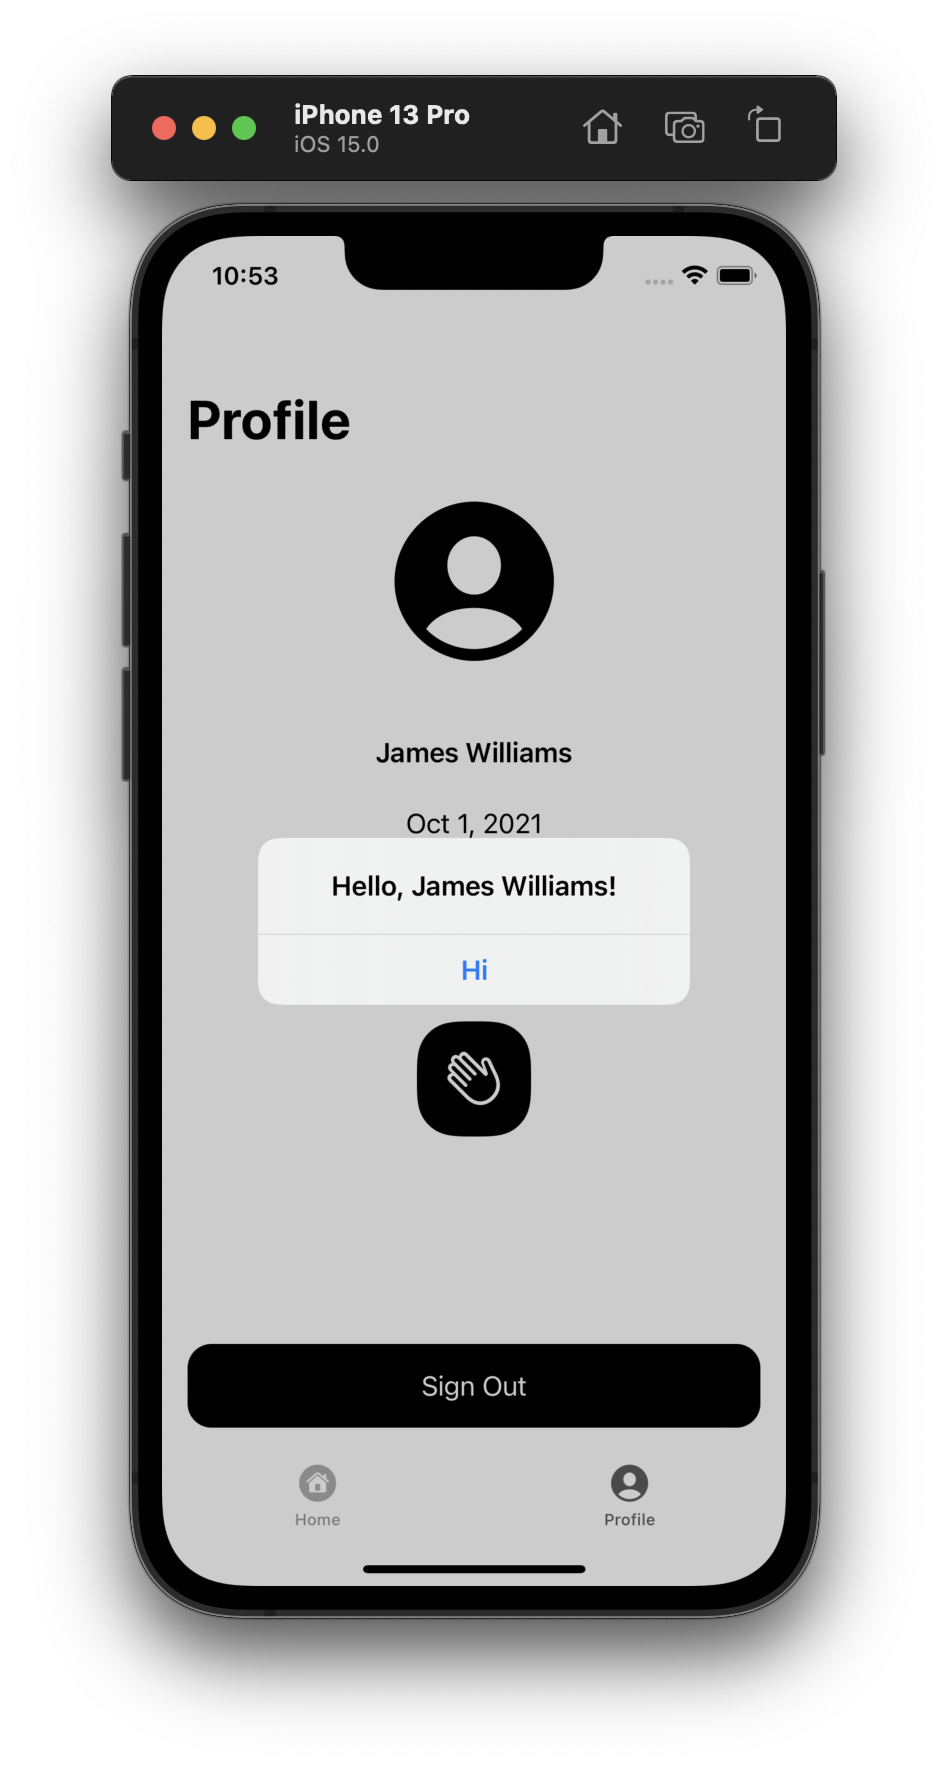 iPhone 13 Pro
iOS 15.0
10:53
Profile
James Williams
Oct 1, 2021
Hello, James Williams!
Hi
Sign Out
Home
Profile